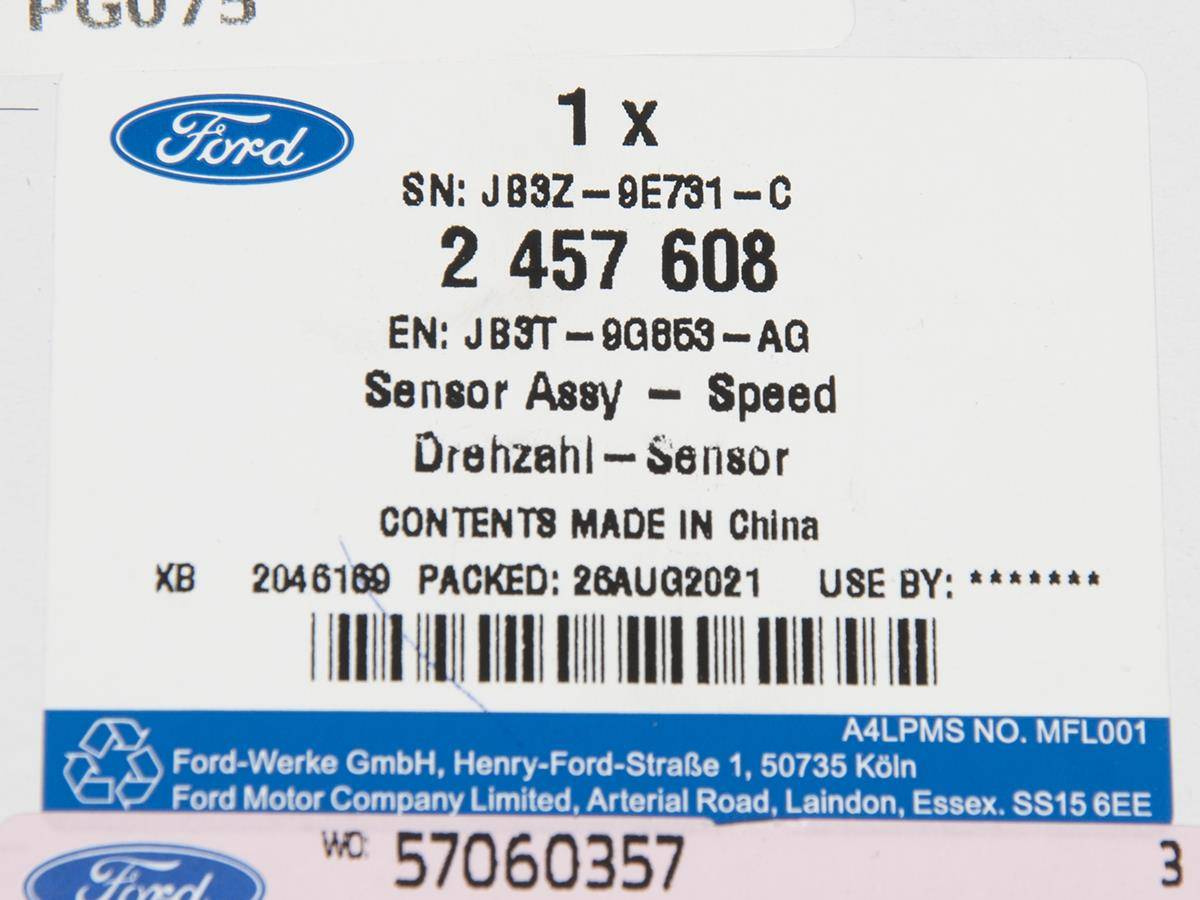 PG075
Ford
1 x
SN: JB3Z-9E731-C
2 457 608
EN: JB3T-9G853-AG
Sensor Assy - Speed
Drehzahl-Sensor
CONTENTS MADE IN China
XB 2046169 PACKED: 26AUG2021 USE BY: *******
A4LPMS NO. MFL001
Ford-Werke GmbH, Henry-Ford-Straße 1, 50735 Köln
Ford Motor Company Limited, Arterial Road, Laindon, Essex. SS15 6EE
WO: 57060357 3
Ford